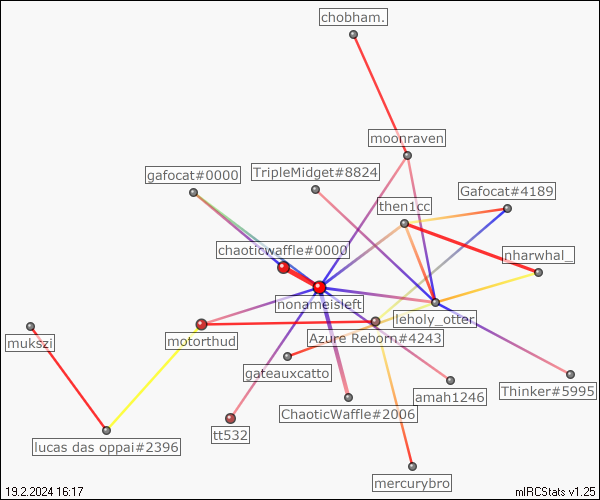 chobham.
moonraven
gafocat#0000
TripleMidget#8824
Gafocat#4189
then1cc
chaoticwaffle#0000
nharwhal_
nonameisleft
leholy_otter
mukszi
motorthud
Azure Reborn#4243
gateauxcatto
Thinker#5995
amah1246
ChaoticWaffle#2006
tt532
lucas das oppai#2396
mercurybro
19.2.2024 16:17
mIRCStats v1.25